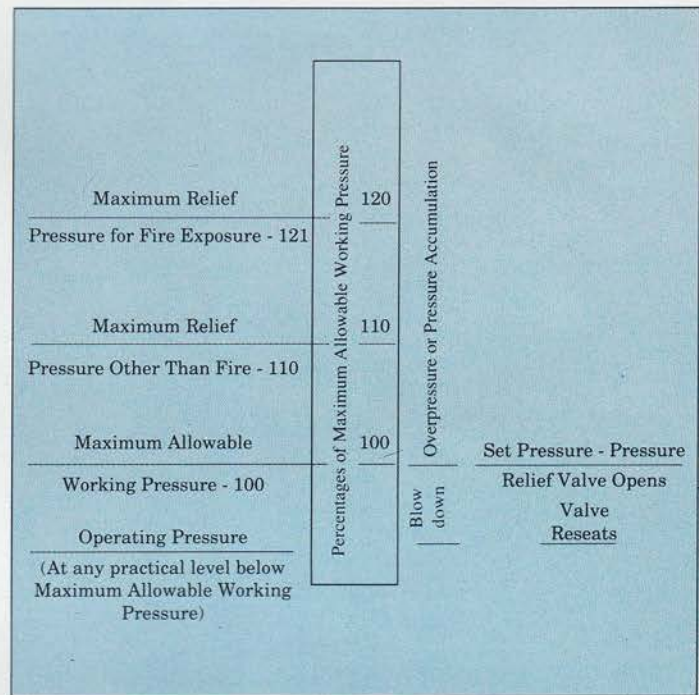 Maximum Relief
Pressure for Fire Exposure - 121
Maximum Relief
Pressure Other Than Fire - 110
Maximum Allowable
Working Pressure - 100
Operating Pressure
(At any practical level below
Maximum Allowable Working
Pressure)
Percentages of Maximum Allowable Working Pressure
120
110
100
Overpressure or Pressure Accumulation
Blow
down
Set Pressure - Pressure
Relief Valve Opens
Valve
Reseats